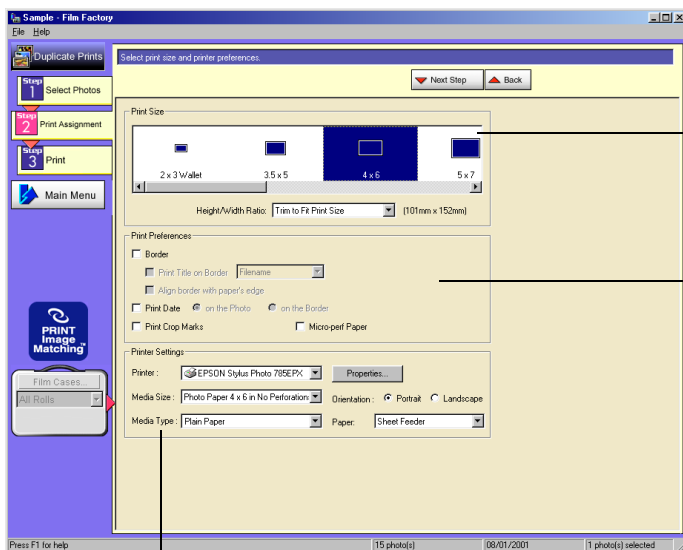 Sample - Film Factory
File Help
Duplicate Prints
Select print size and printer preferences.
Next Step Back
Step 1 Select Photos
Step 2 Print Assignment
Step 3 Print
Main Menu
Print Size
2 x 3 Wallet 3.5 x 5 4 x 6 5 x 7
Height/Width Ratio: Trim to Fit Print Size (101mm x 152mm)
Print Preferences
Border
Print Title on Border Filename
Align border with paper's edge
Print Date on the Photo on the Border
Print Crop Marks Micro-perf Paper
PRINT
Image
Matching
Printer Settings
Printer : EPSON Stylus Photo 785EPX Properties...
Film Cases...
All Rolls
Media Size : Photo Paper 4 x 6 in No Perforation: Orientation : Portrait Landscape
Media Type : Plain Paper Paper: Sheet Feeder
Press F1 for help 15 photo(s) 08/01/2001 1 photo(s) selected